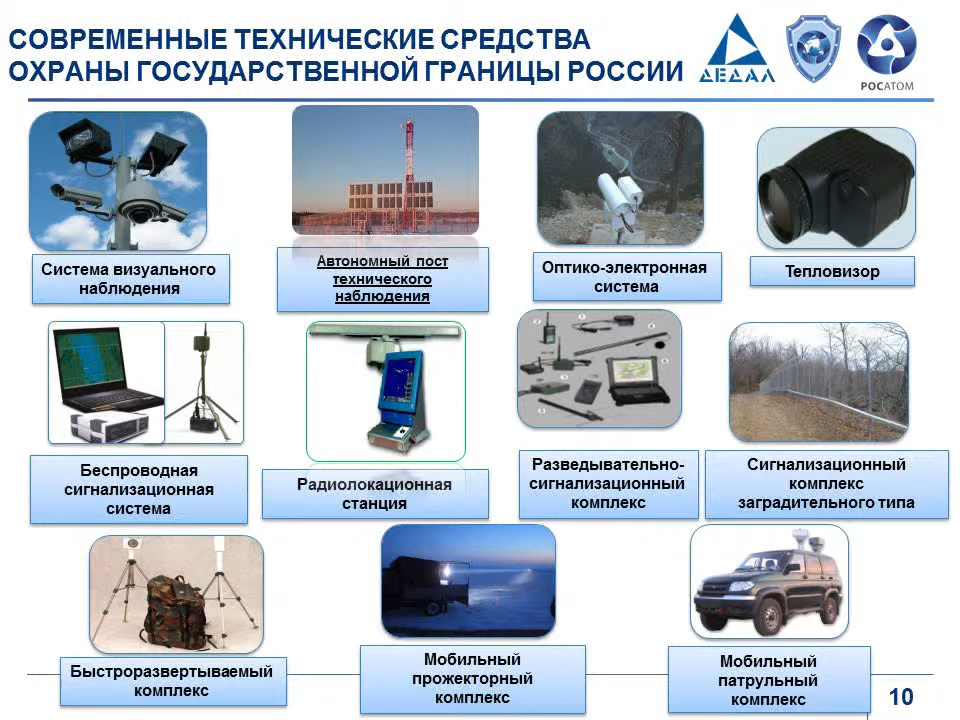 СОВРЕМЕННЫЕ ТЕХНИЧЕСКИЕ СРЕДСТВА
ОХРАНЫ ГОСУДАРСТВЕННОЙ ГРАНИЦЫ РОССИИ
ДЕДАЛ
РОСАТОМ
Система визуального
наблюдения
Автономный пост
технического
наблюдения
Оптико-электронная
система
Тепловизор
Беспроводная
сигнализационная
система
Радиолокационная
станция
Разведывательно-
сигнализационный
комплекс
Сигнализационный
комплекс
заградительного типа
Быстроразвертываемый
комплекс
Мобильный
прожекторный
комплекс
Мобильный
патрульный
комплекс
10